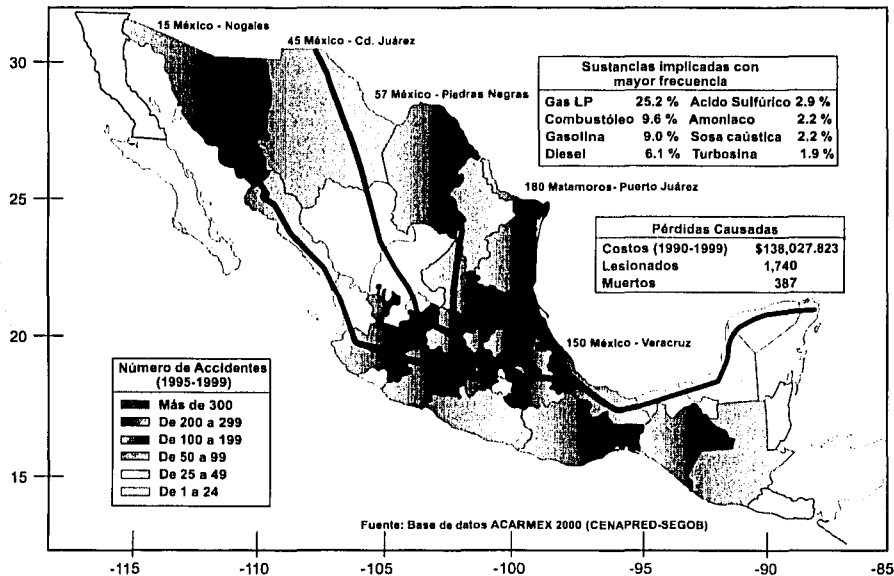 15 México - Nogales
45 México - Cd. Juárez
57 México - Piedras Negras
180 Matamoros- Puerto Juárez
150 México - Veracruz
Sustancias implicadas con
mayor frecuencia
Gas LP 25.2 % Acido Sulfúrico 2.9 %
Combustóleo 9.6 % Amoniaco 2.2 %
Gasolina 9.0 % Sosa caústica 2.2 %
Diesel 6.1 % Turbosina 1.9 %
Pérdidas Causadas
Costos (1990-1999) $138,027.823
Lesionados 1,740
Muertos 387
Número de Accidentes
(1995-1999)
Más de 300
De 200 a 299
De 100 a 199
De 50 a 99
De 25 a 49
De 1 a 24
Fuente: Base de datos ACARMEX 2000 (CENAPRED-SEGOB)
30
25
20
15
-115 -110 -105 -100 -95 -90 -85